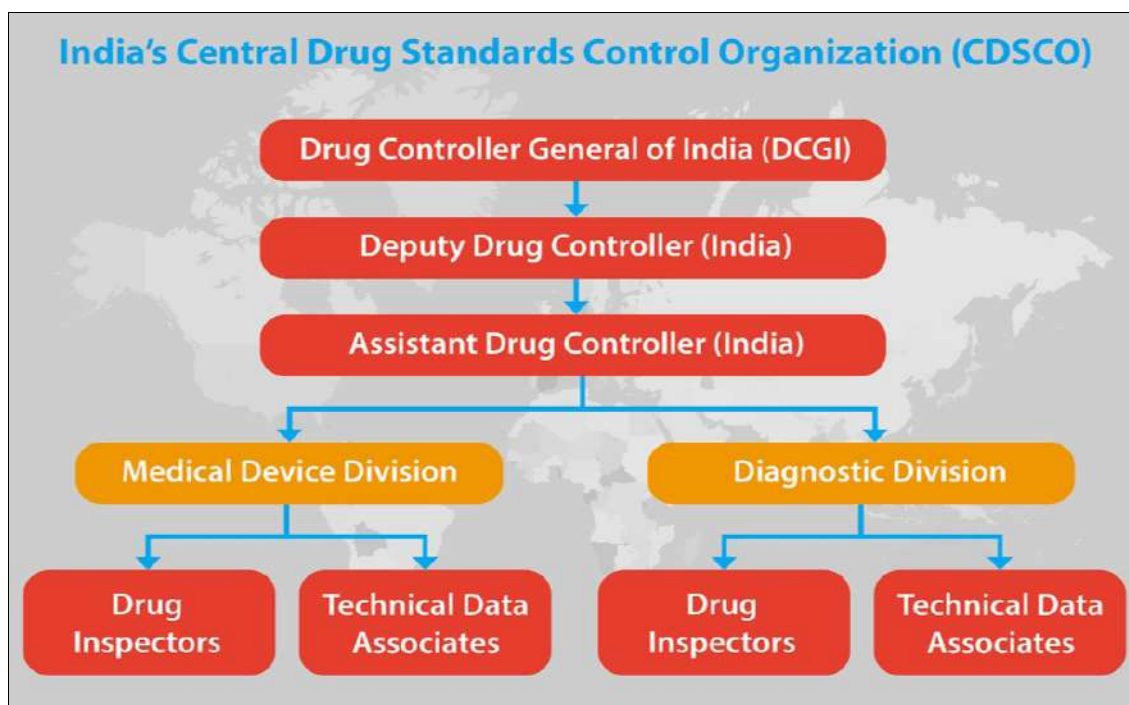 India’s Central Drug Standards Control Organization (CDSCO)
Drug Controller General of India (DCGI)
Deputy Drug Controller (India)
Assistant Drug Controller (India)
Medical Device Division
Diagnostic Division
Drug
Inspectors
Technical Data
Associates
Drug
Inspectors
Technical Data
Associates